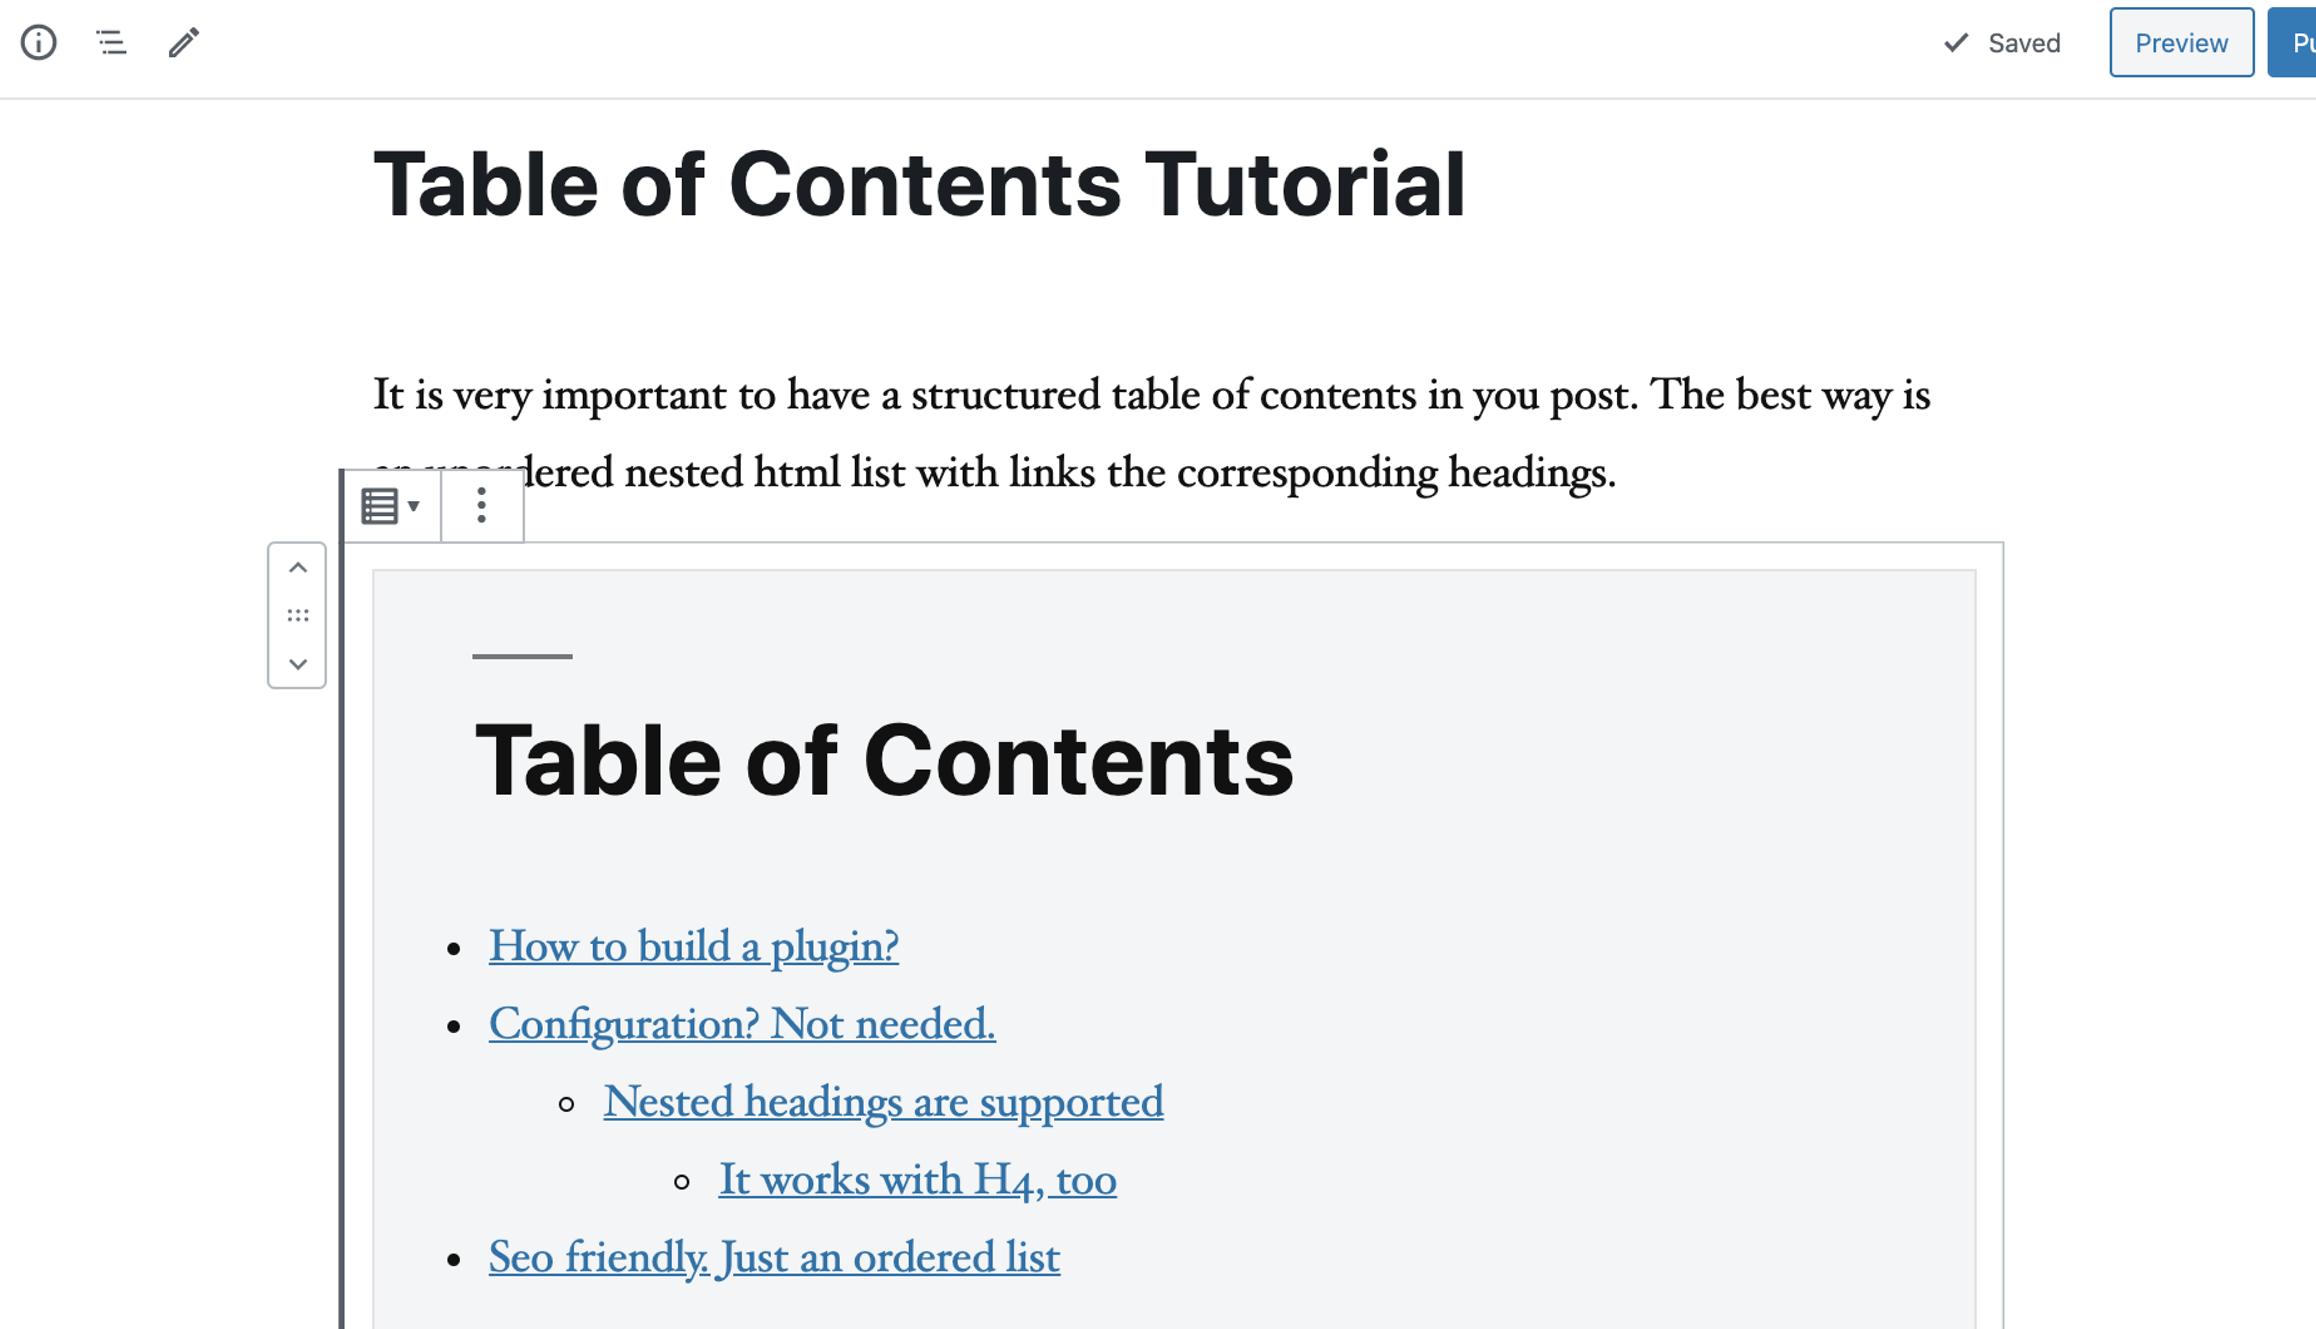 Saved
Preview
Table of Contents Tutorial
It is very important to have a structured table of contents in you post. The best way is
dered nested html list with links the corresponding headings.
Table of Contents
How to build a plugin?
Configuration? Not needed.
Nested headings are supported
It works with H4, too
Seo friendly. Just an ordered list